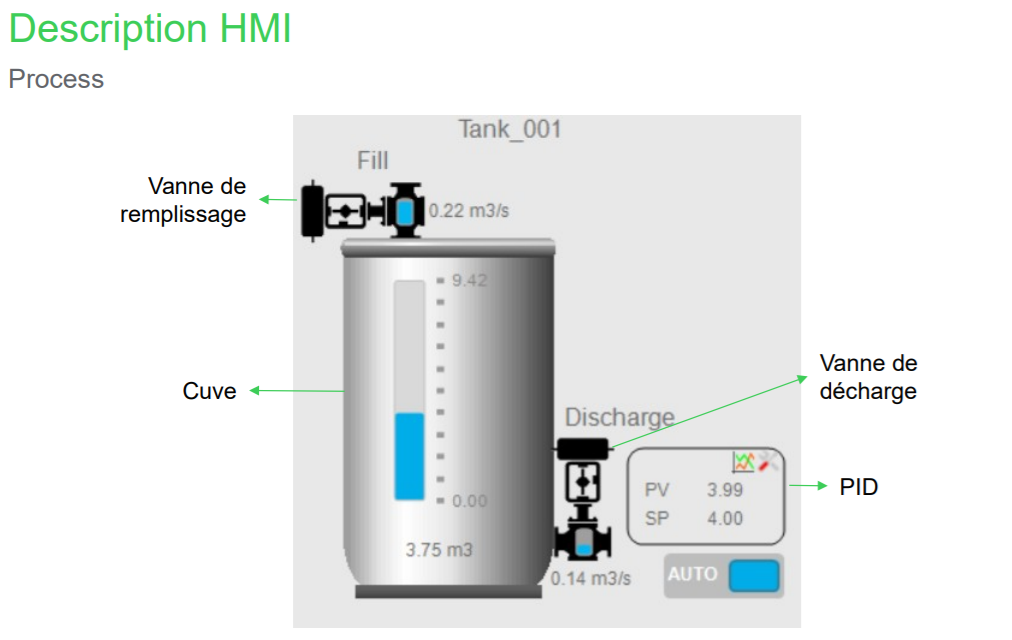 Description HMI
Process
Tank_001
Fill
Vanne de
remplissage
0.22 m3/s
9.42
Vanne de
décharge
Cuve
Discharge
PV 3.99
PID
0.00
SP 4.00
3.75 m3
0.14 m3/s
AUTO